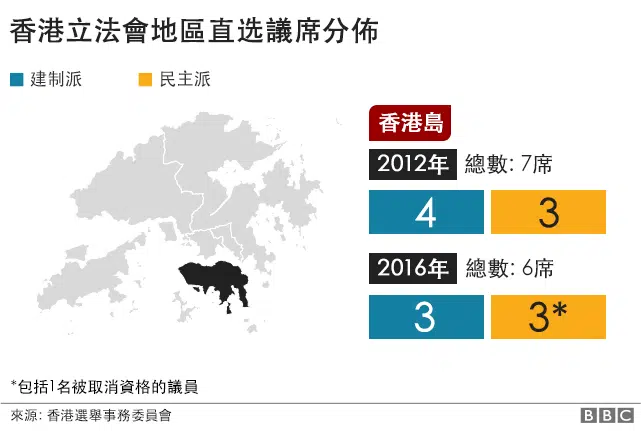 香港立法會地區直选議席分佈
建制派 民主派
香港島
2012年 總數: 7席
4 3
2016年 總數: 6席
3 3*
*包括1名被取消資格的議員
來源: 香港選舉事務委員會 BBC